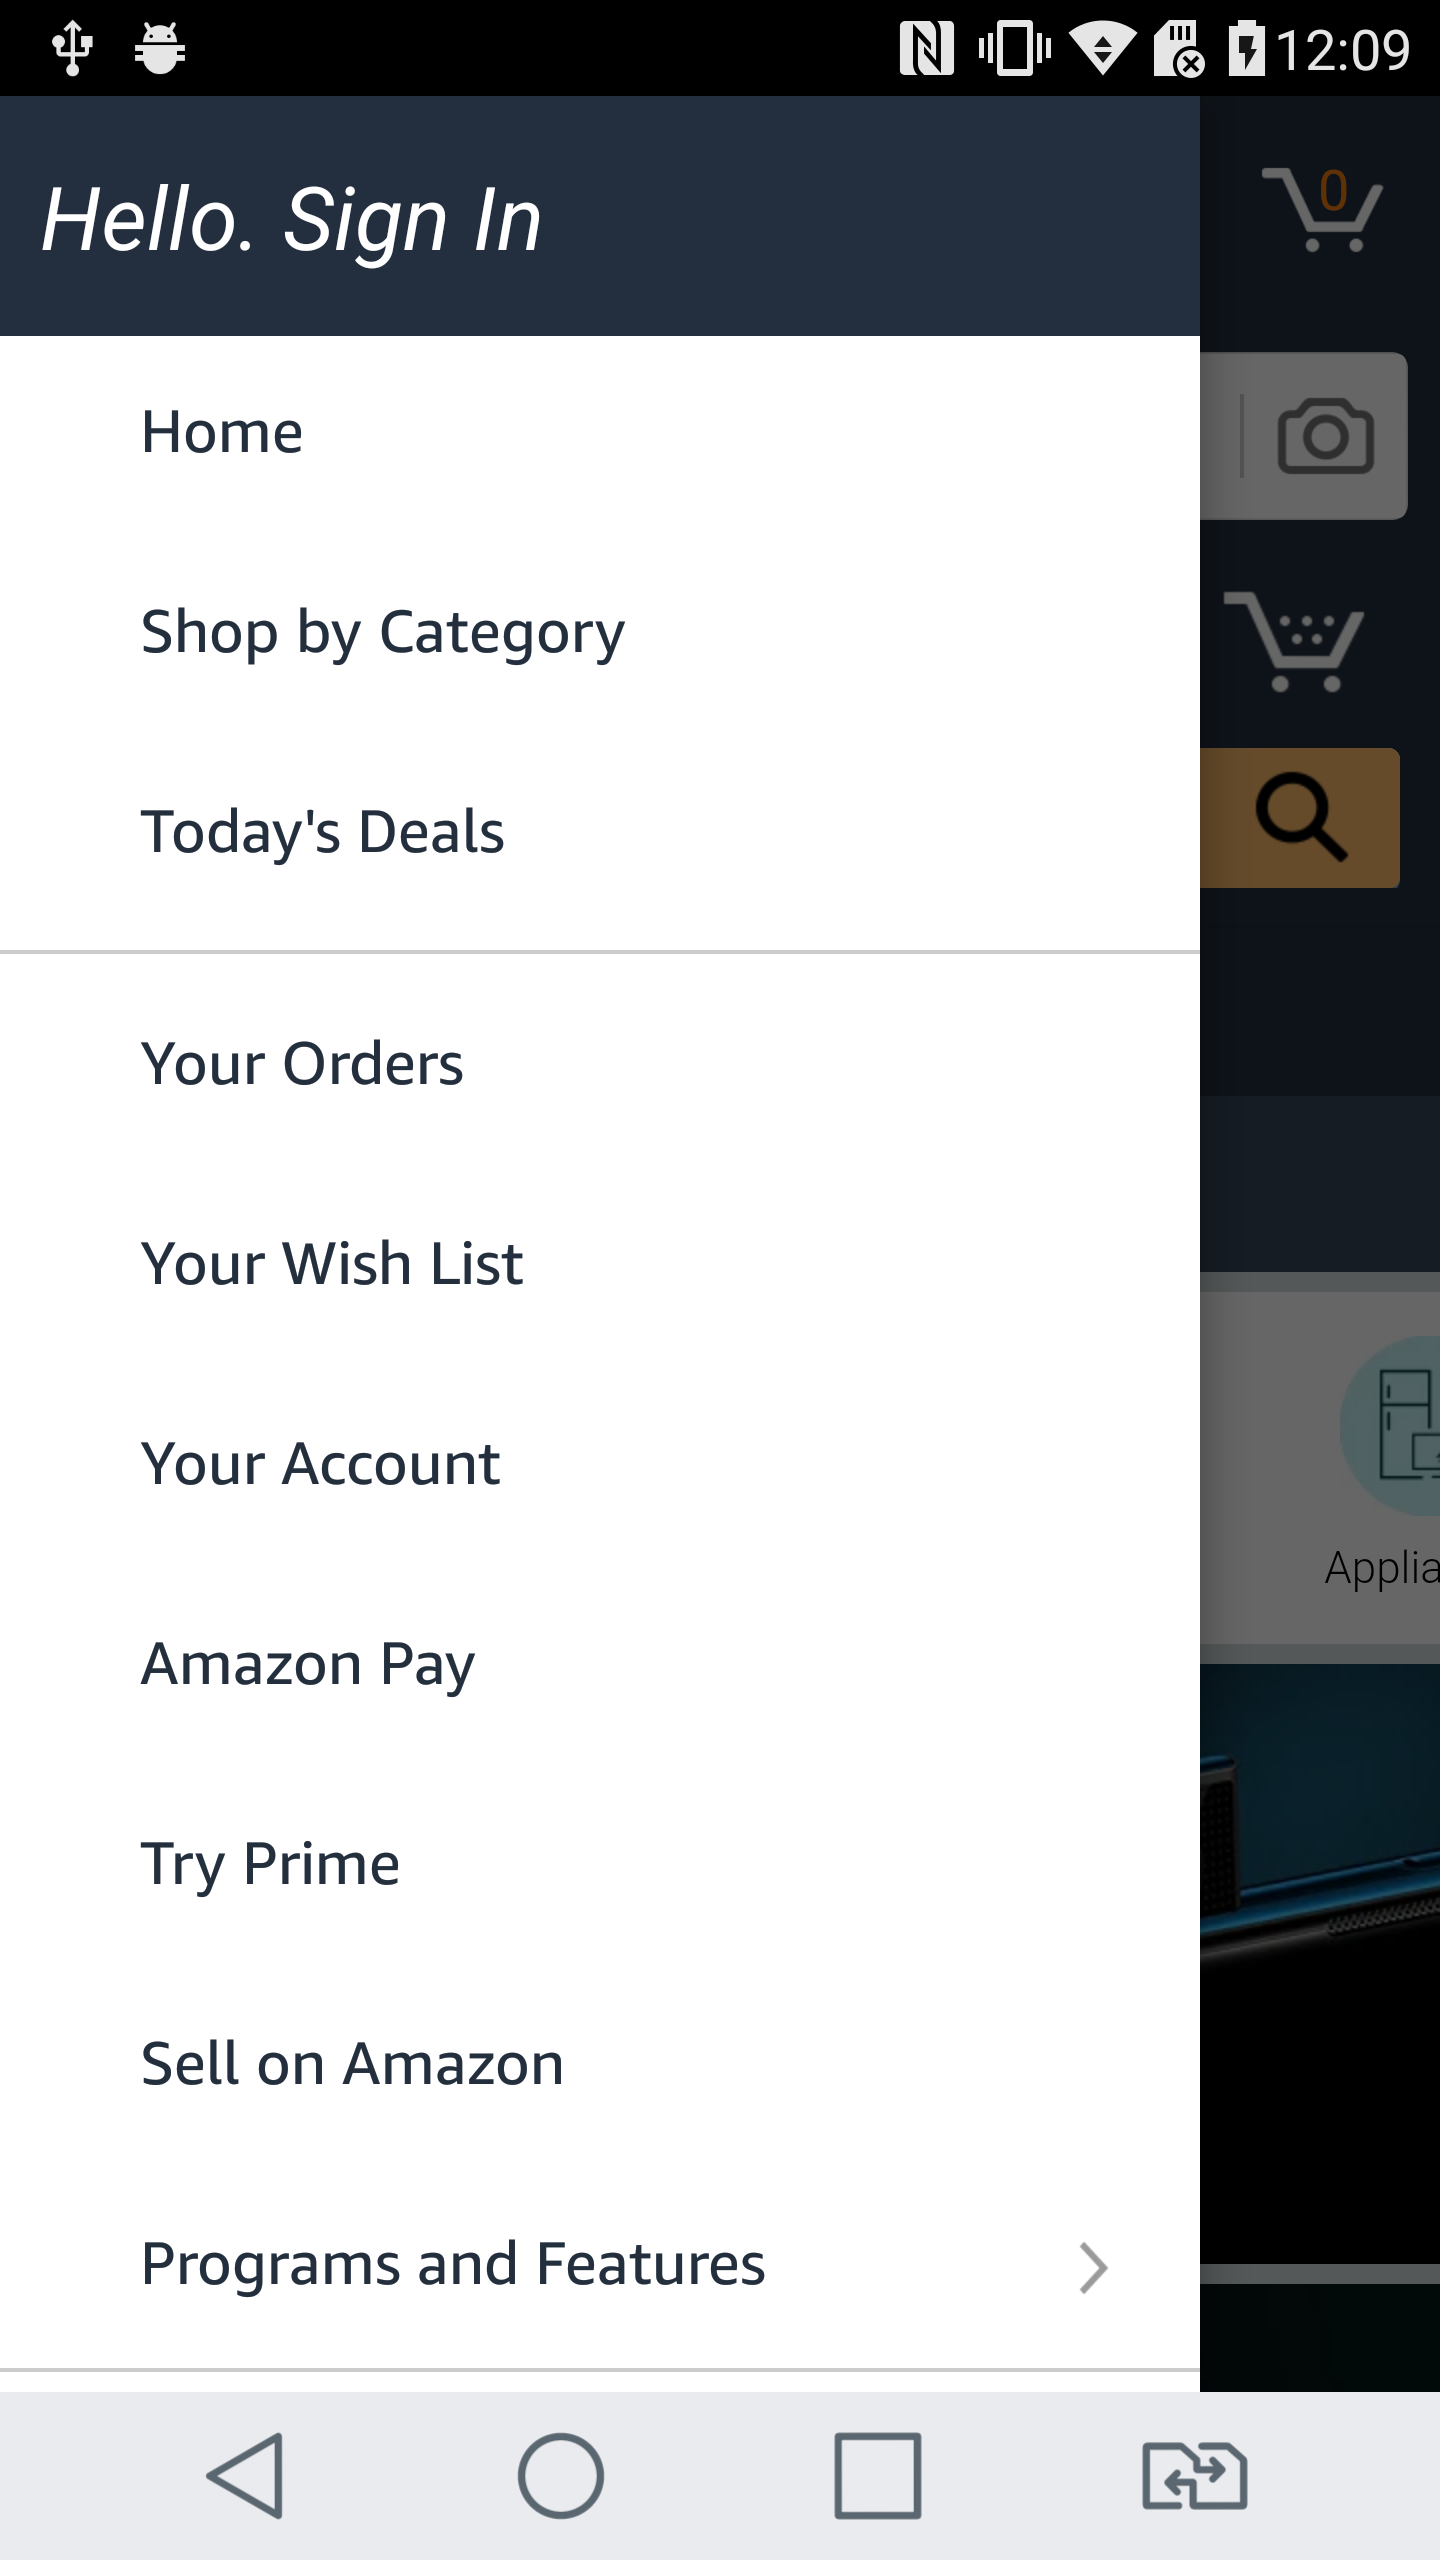 12:09
Hello. Sign In
0
Home
Shop by Category
Today's Deals
Your Orders
Your Wish List
Your Account
Applia
Amazon Pay
Try Prime
Sell on Amazon
Programs and Features